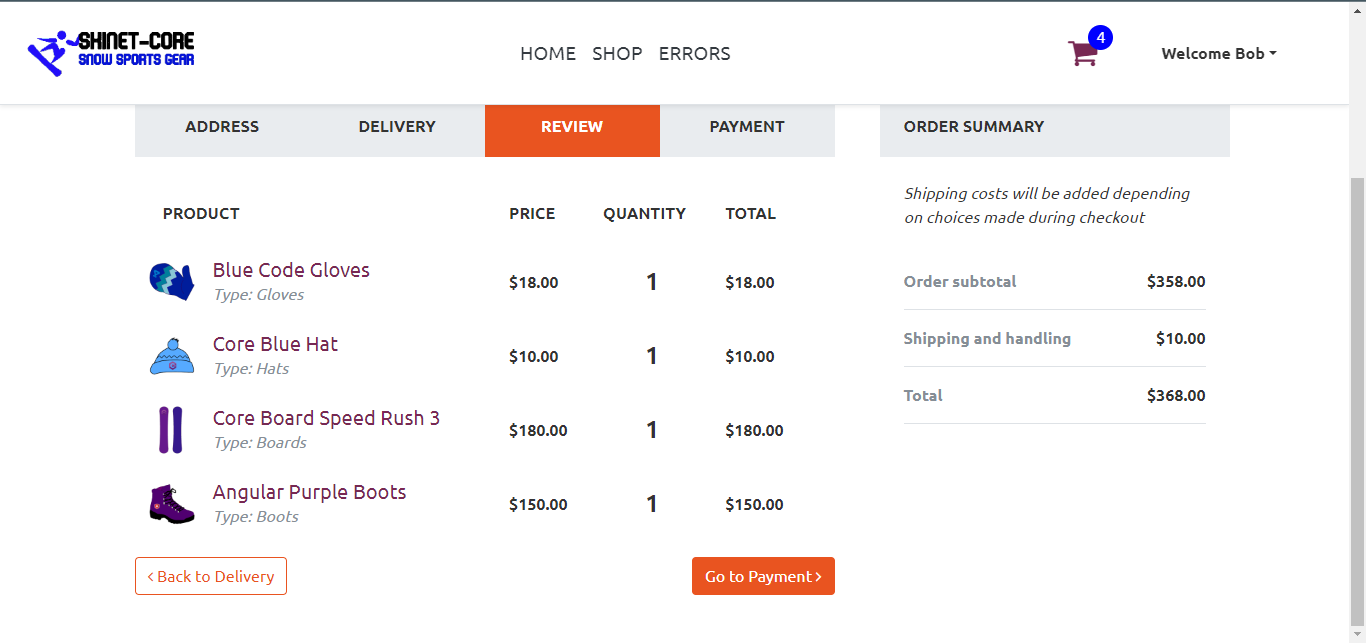 SHINET-CORE
SNOW SPORTS GEAR
HOME SHOP ERRORS
4
Welcome Bob
ADDRESS DELIVERY REVIEW PAYMENT
PRODUCT PRICE QUANTITY TOTAL
Blue Code Gloves
Type: Gloves
$18.00 1 $18.00
Core Blue Hat
Type: Hats
$10.00 1 $10.00
Core Board Speed Rush 3
Type: Boards
$180.00 1 $180.00
Angular Purple Boots
Type: Boots
$150.00 1 $150.00
Back to Delivery
Go to Payment
ORDER SUMMARY
Shipping costs will be added depending
on choices made during checkout
Order subtotal $358.00
Shipping and handling $10.00
Total $368.00